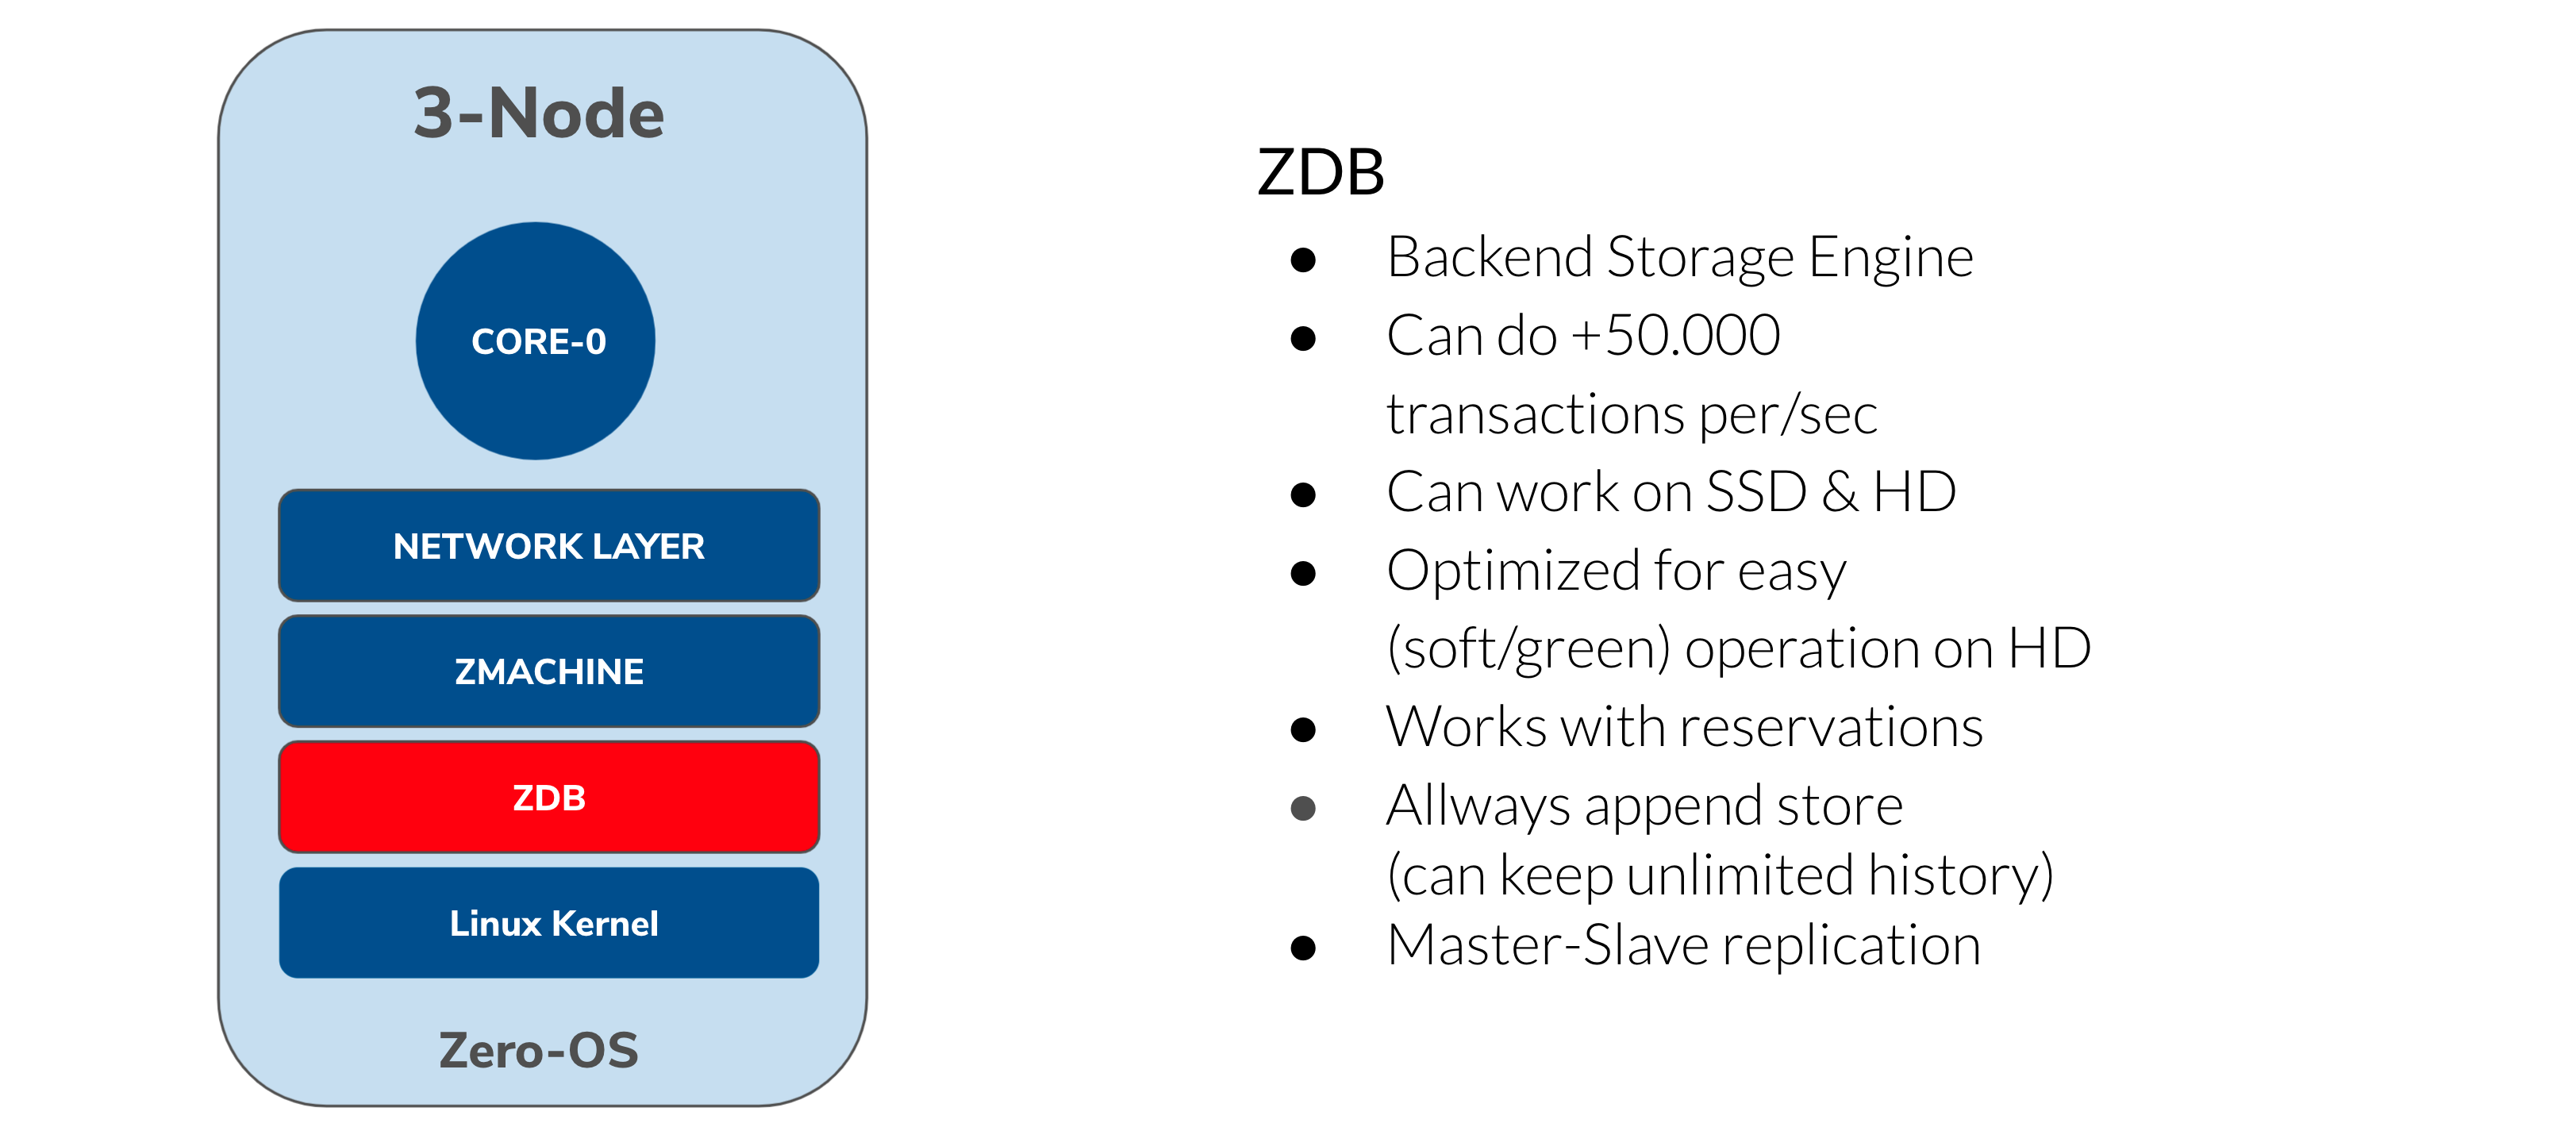 3-Node
CORE-0
NETWORK LAYER
ZMACHINE
ZDB
Linux Kernel
Zero-OS
ZDB
● Backend Storage Engine
● Can do +50.000
transactions per/sec
● Can work on SSD & HD
● Optimized for easy
(soft/green) operation on HD
● Works with reservations
● Allways append store
(can keep unlimited history)
● Master-Slave replication